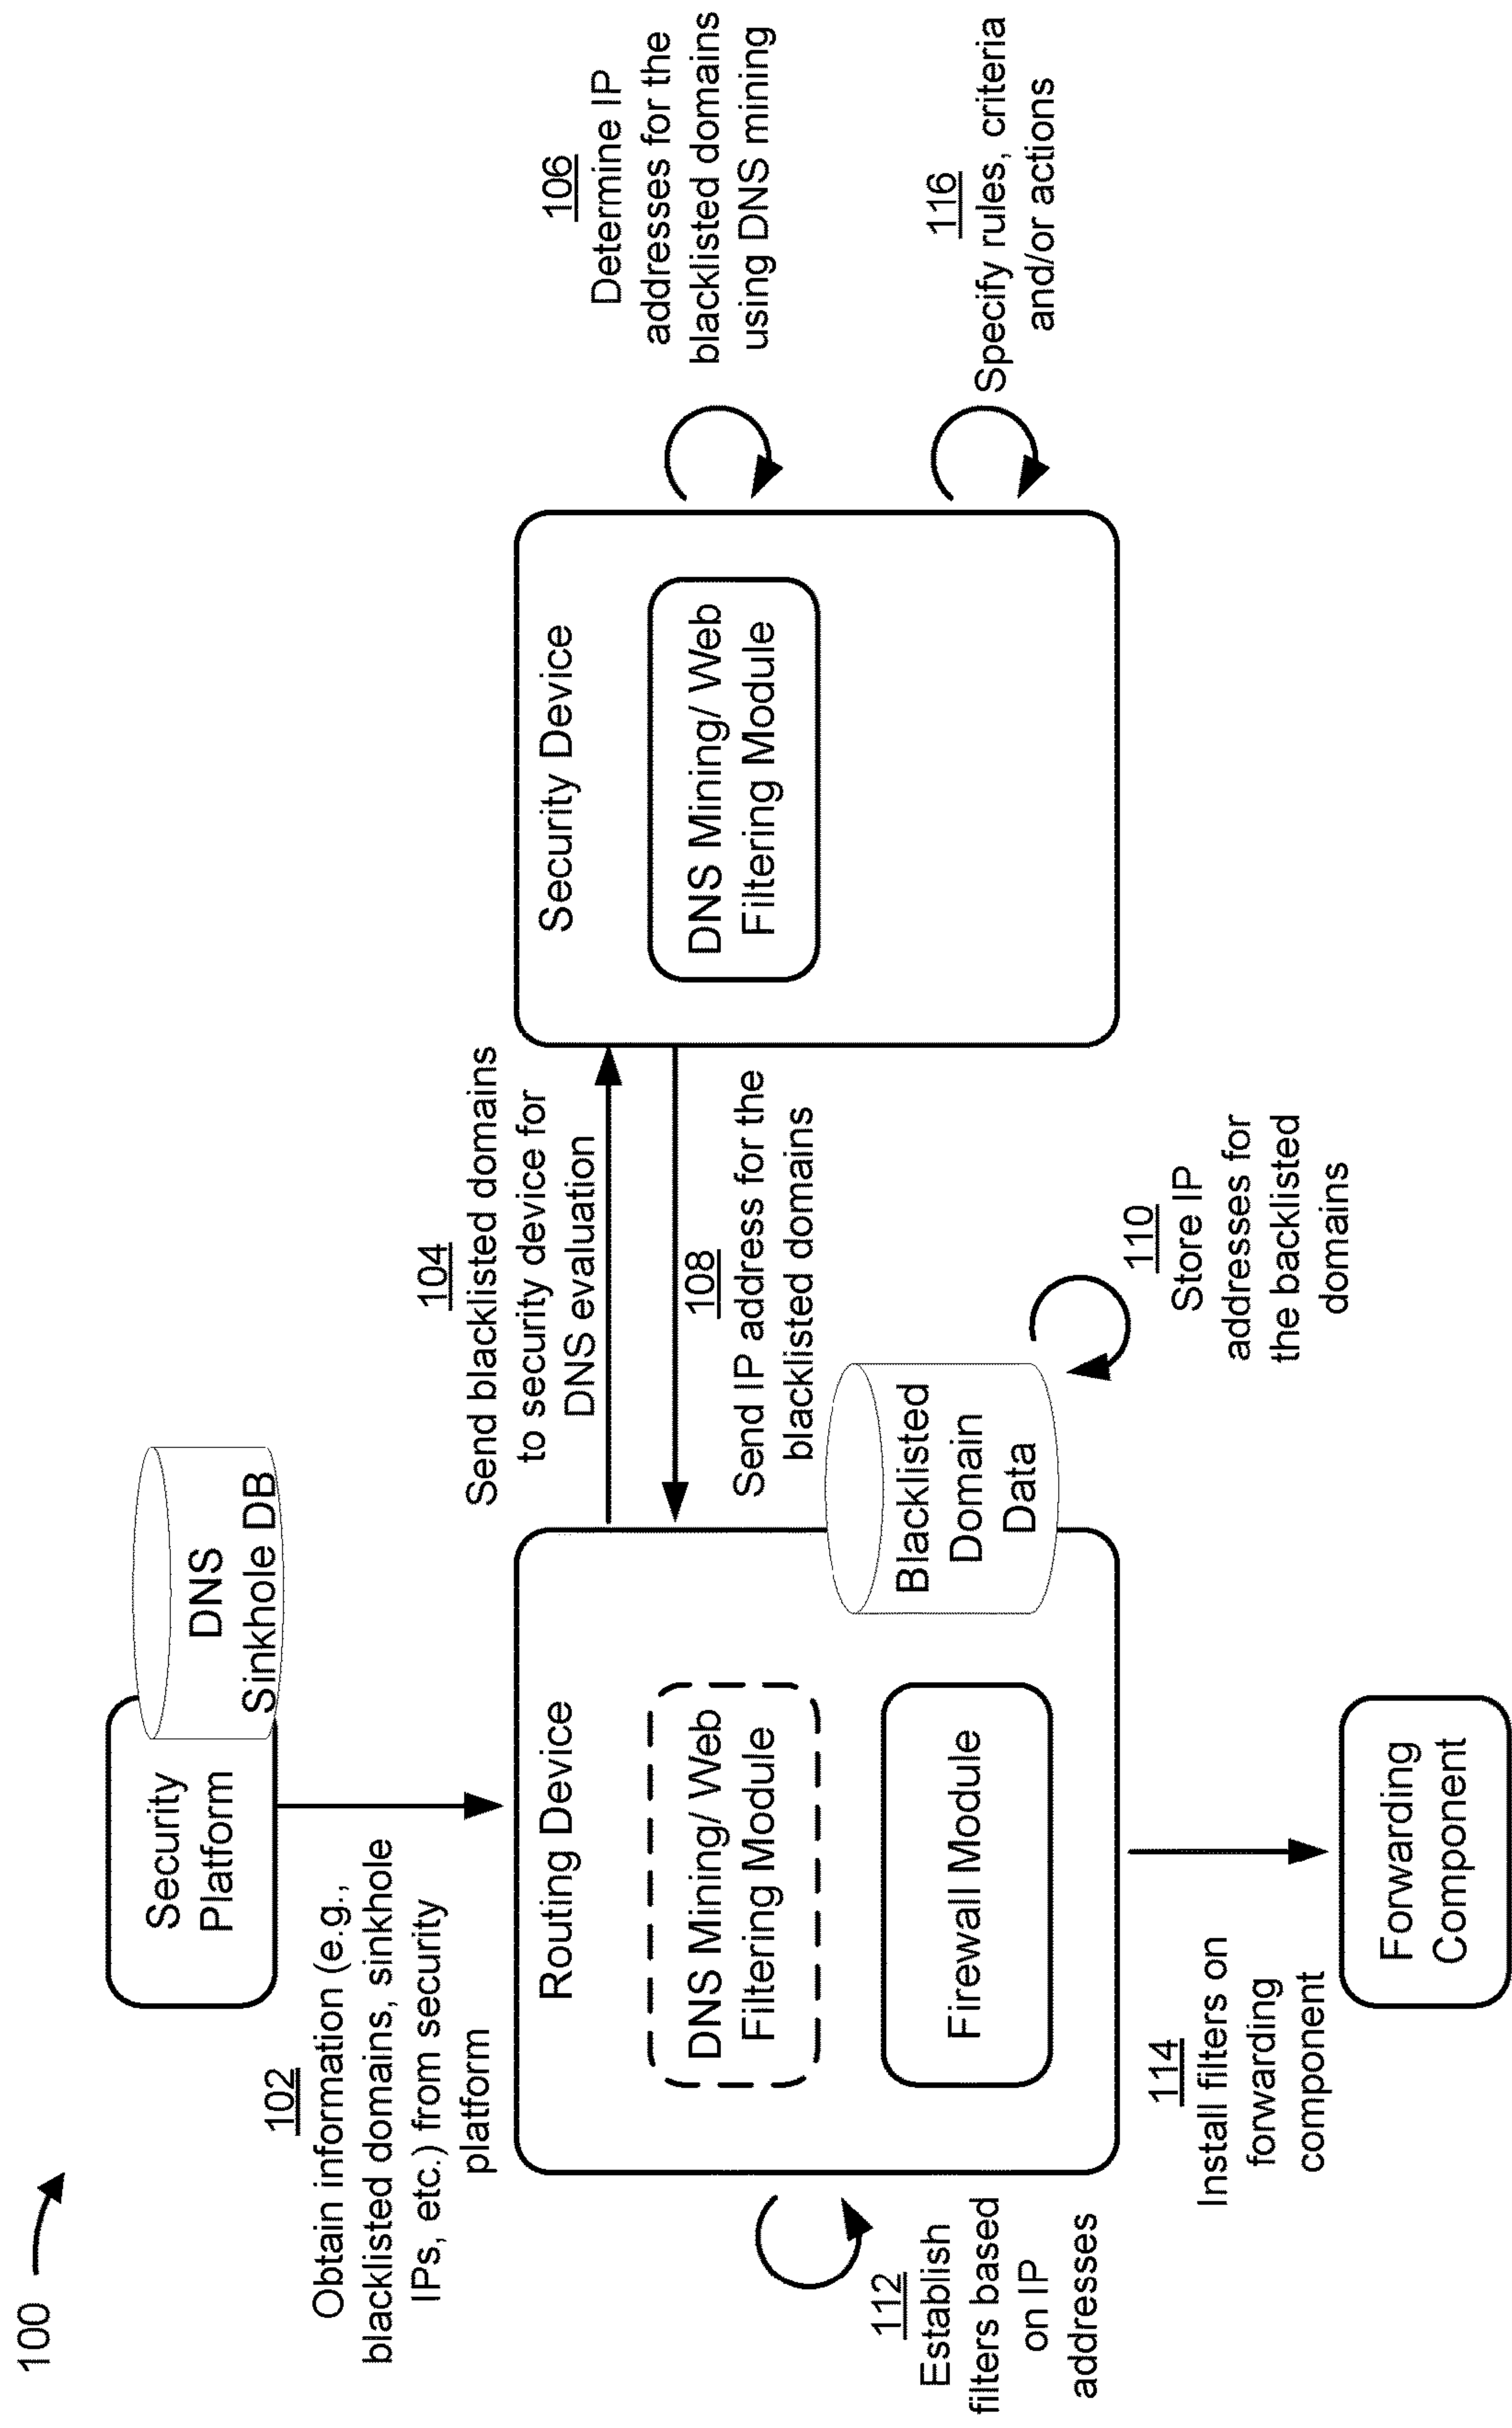 100
102
Obtain information (e.g.,
blacklisted domains, sinkhole
IPs, etc.) from security
platform
Security
Platform
DNS
Sinkhole DB
104
Send blacklisted domains
to security device for
DNS evaluation
106
Determine IP
addresses for the
blacklisted domains
using DNS mining
Routing Device
DNS Mining/ Web
Filtering Module
Firewall Module
108
Send IP address for the
blacklisted domains
Blacklisted
Domain
Data
110
Store IP
addresses for
the backlisted
domains
Security Device
DNS Mining/ Web
Filtering Module
116
Specify rules, criteria
and/or actions
112
Establish
filters based
on IP
addresses
114
Install filters on
forwarding
component
Forwarding
Component